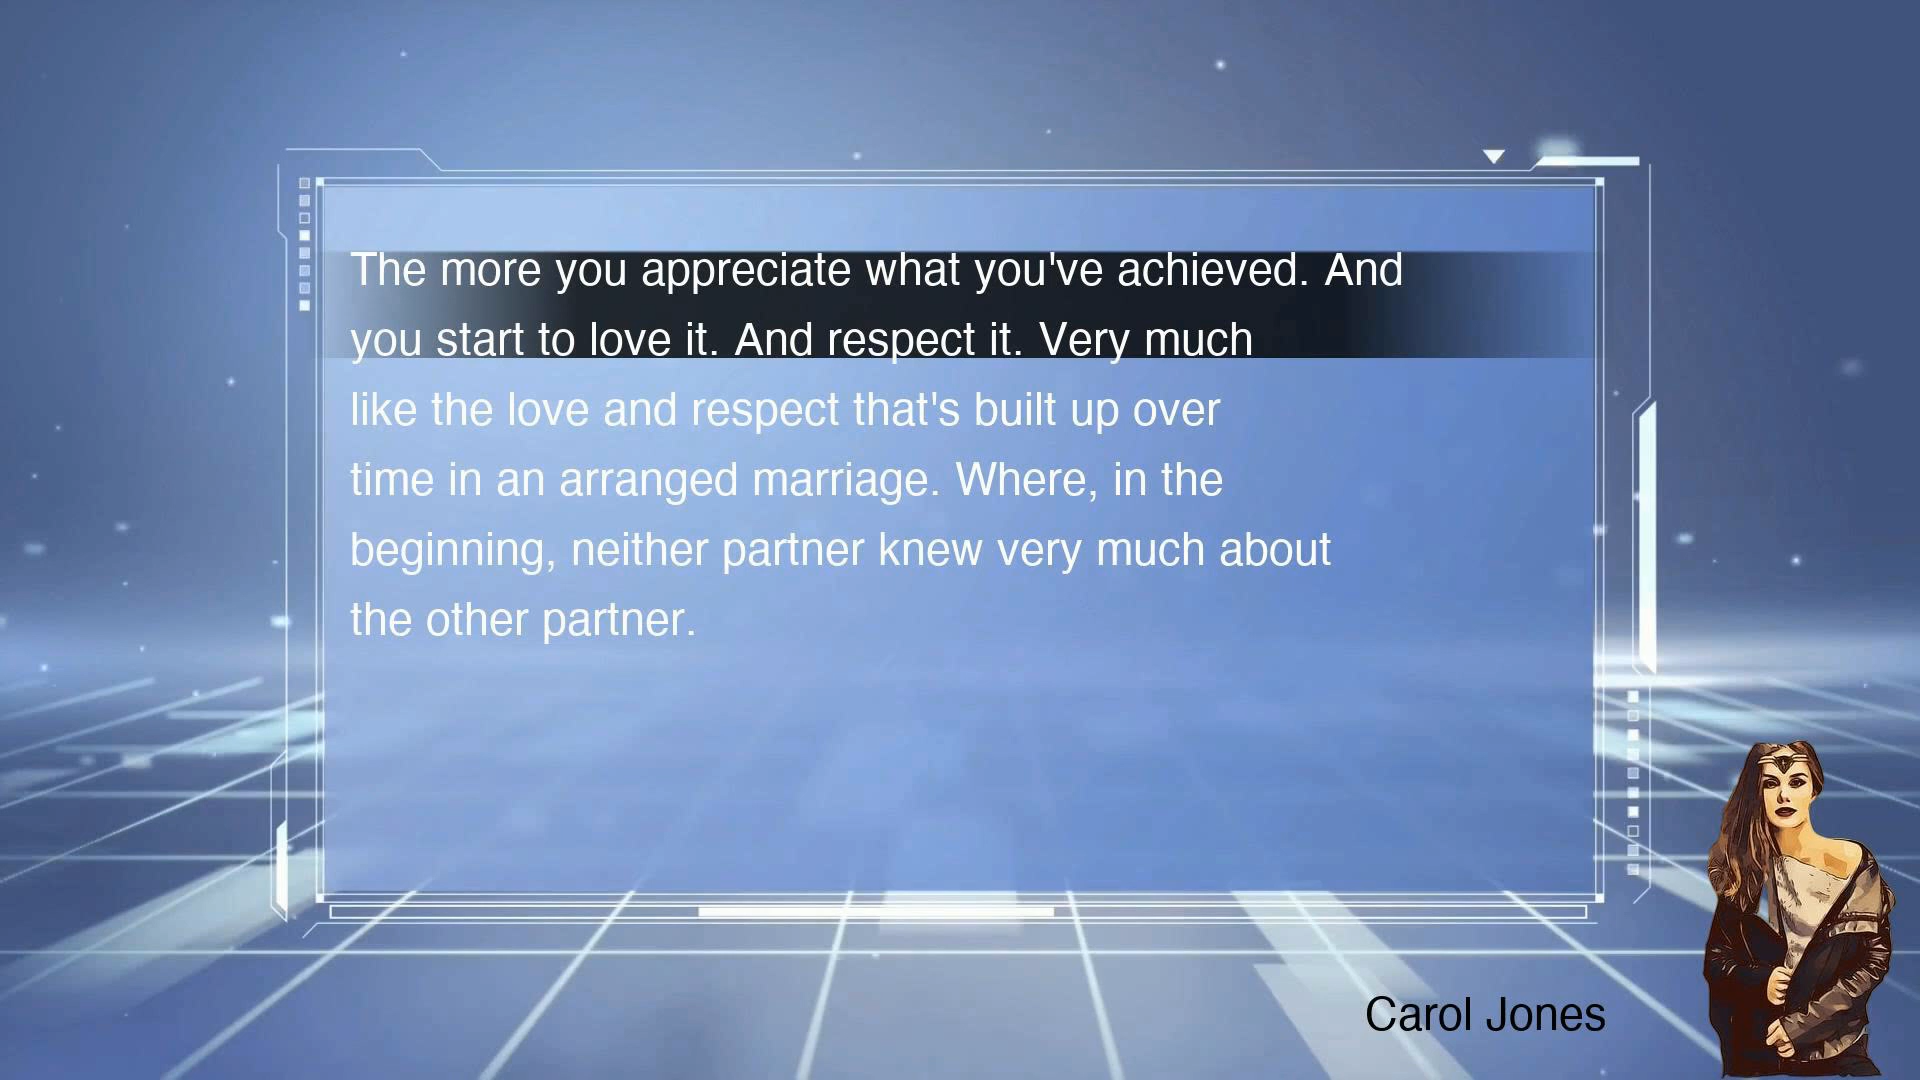 The more you appreciate what you've achieved. And
you start to love it. And respect it. Very much
like the love and respect that's built up over
time in an arranged marriage. Where, in the
beginning, neither partner knew very much about
the other partner.
Carol Jones